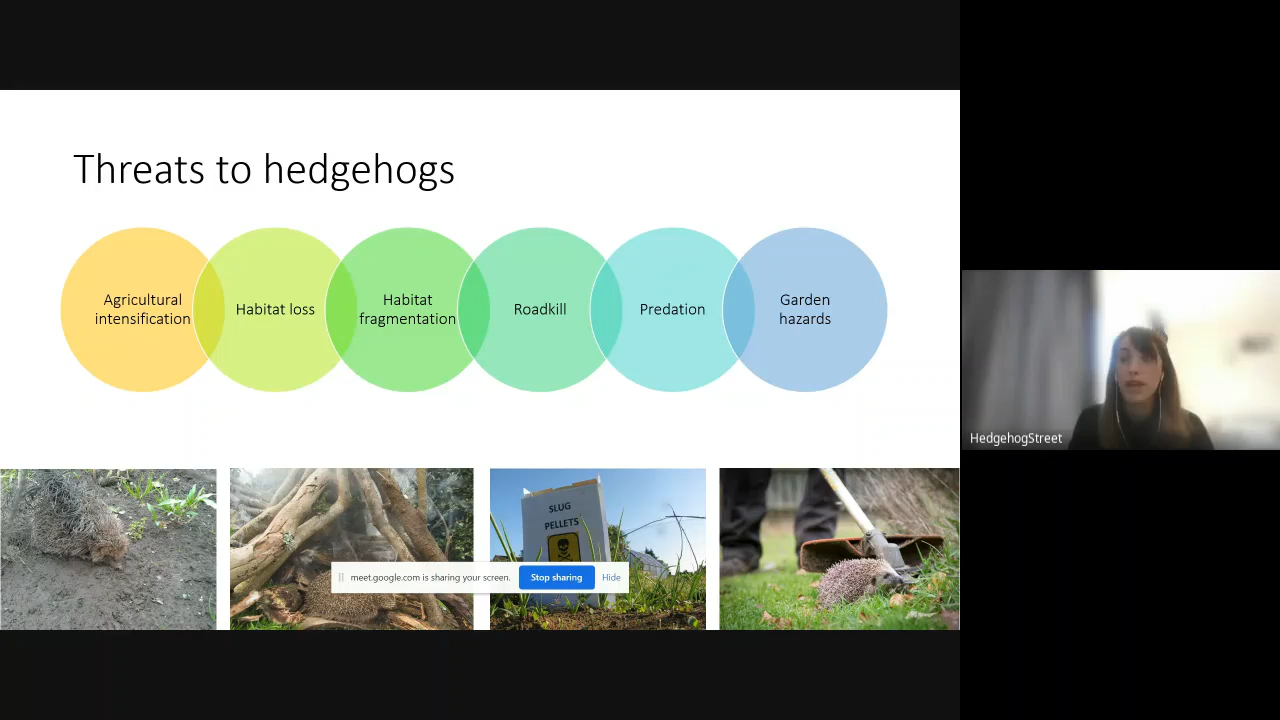 Threats to hedgehogs
Agricultural
intensification
Habitat loss
Habitat
fragmentation
Roadkill
Predation
Garden
hazards
SLUG
PELLETS
meet.google.com is sharing your screen.
Stop sharing
Hide
HedgehogStreet